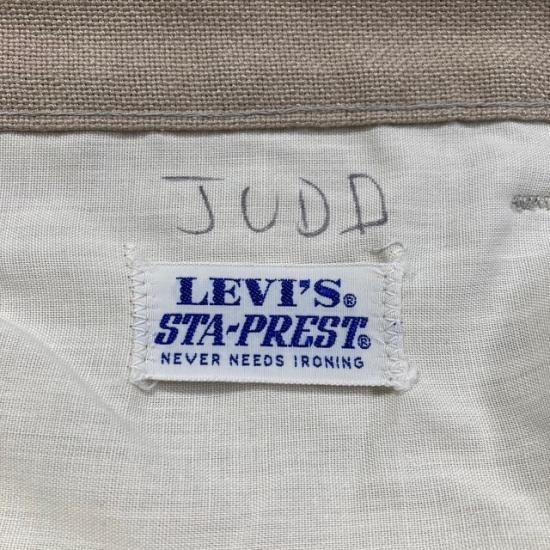 JUDD
LEVI'S®
STA-PREST®
NEVER NEEDS IRONING